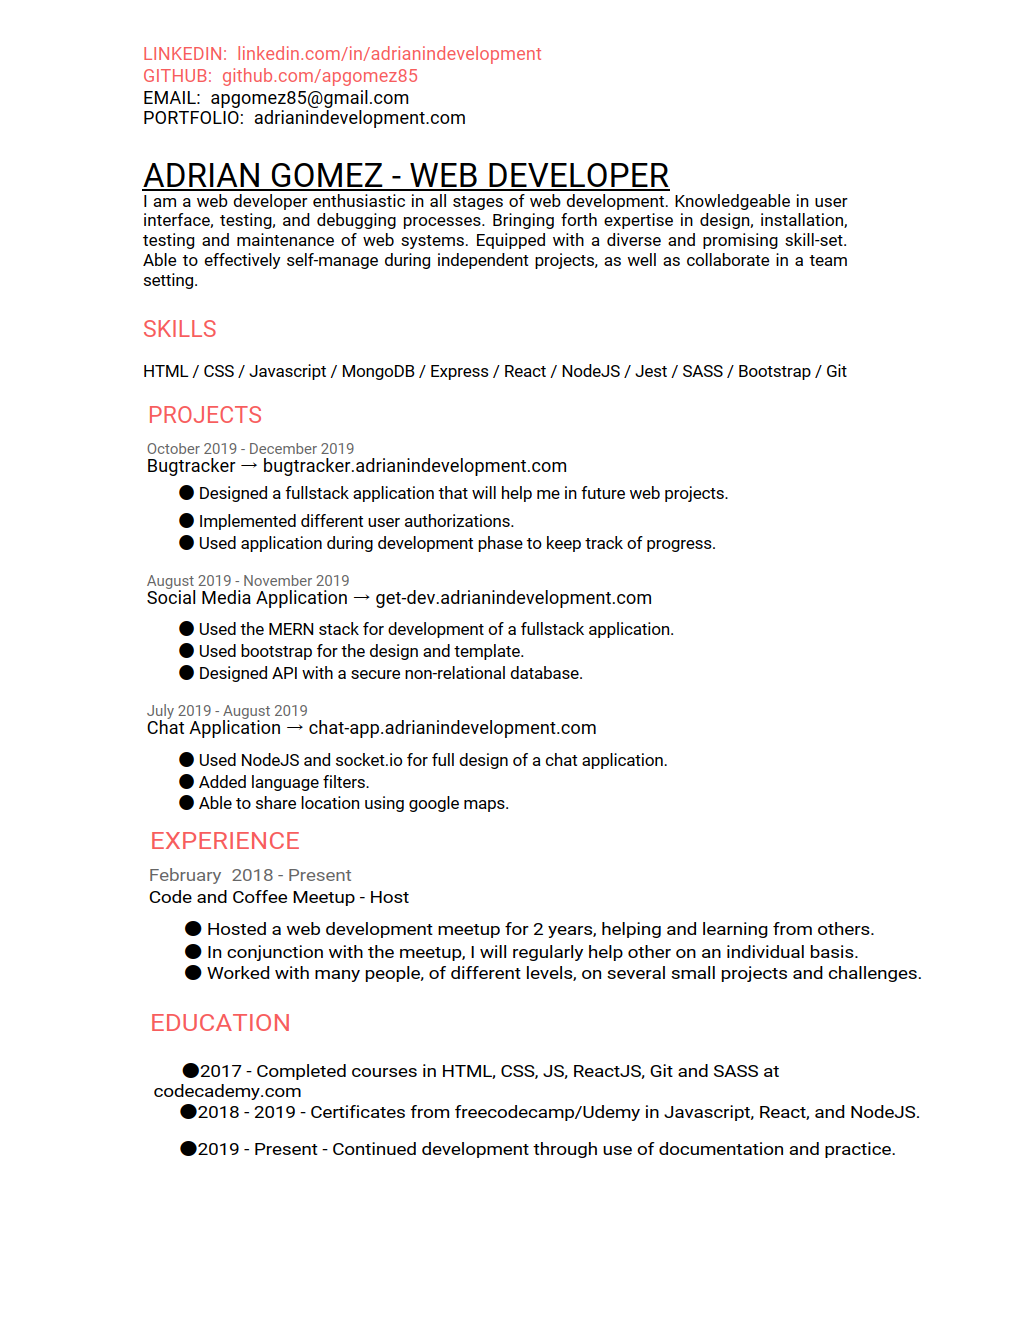 LINKEDIN: linkedin.com/in/adrianindevelopment
GITHUB: github.com/apgomez85
EMAIL: apgomez85@gmail.com
PORTFOLIO: adrianindevelopment.com
ADRIAN GOMEZ - WEB DEVELOPER
I am a web developer enthusiastic in all stages of web development. Knowledgeable in user
interface, testing, and debugging processes. Bringing forth expertise in design, installation,
testing and maintenance of web systems. Equipped with a diverse and promising skill-set.
Able to effectively self-manage during independent projects, as well as collaborate in a team
setting.
SKILLS
HTML / CSS / Javascript / MongoDB / Express / React / NodeJS / Jest / SASS / Bootstrap / Git
PROJECTS
October 2019 - December 2019
Bugtracker → bugtracker.adrianindevelopment.com
● Designed a fullstack application that will help me in future web projects.
● Implemented different user authorizations.
● Used application during development phase to keep track of progress.
August 2019 - November 2019
Social Media Application → get-dev.adrianindevelopment.com
● Used the MERN stack for development of a fullstack application.
● Used bootstrap for the design and template.
● Designed API with a secure non-relational database.
July 2019 - August 2019
Chat Application → chat-app.adrianindevelopment.com
● Used NodeJS and socket.io for full design of a chat application.
● Added language filters.
● Able to share location using google maps.
EXPERIENCE
February 2018 - Present
Code and Coffee Meetup - Host
● Hosted a web development meetup for 2 years, helping and learning from others.
● In conjunction with the meetup, I will regularly help other on an individual basis.
● Worked with many people, of different levels, on several small projects and challenges.
EDUCATION
●2017 - Completed courses in HTML, CSS, JS, ReactJS, Git and SASS at
codecademy.com
●2018 - 2019 - Certificates from freecodecamp/Udemy in Javascript, React, and NodeJS.
●2019 - Present - Continued development through use of documentation and practice.